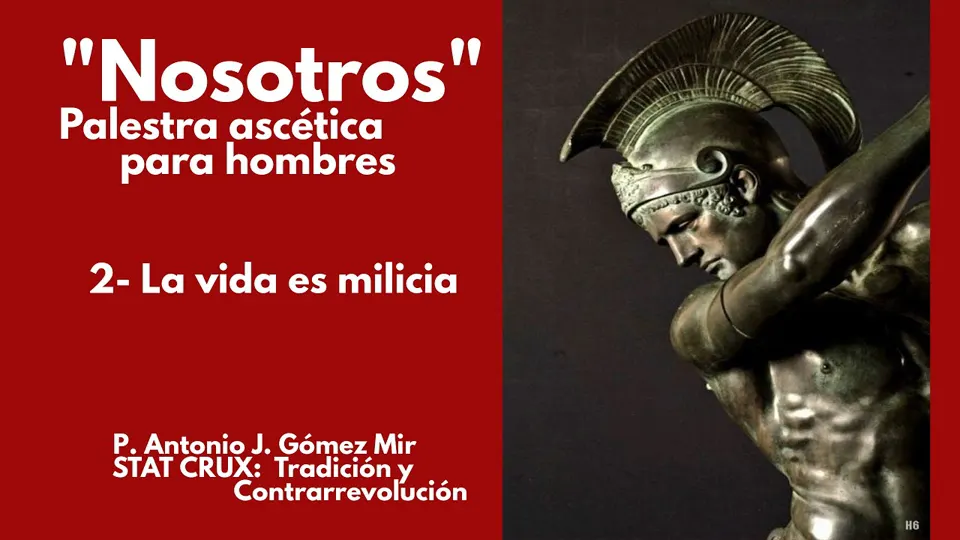 "Nosotros"
Palestra ascética
para hombres
2- La vida es milicia
P. Antonio J. Gómez Mir
STAT CRUX: Tradición y
Contrarrevolución
H6